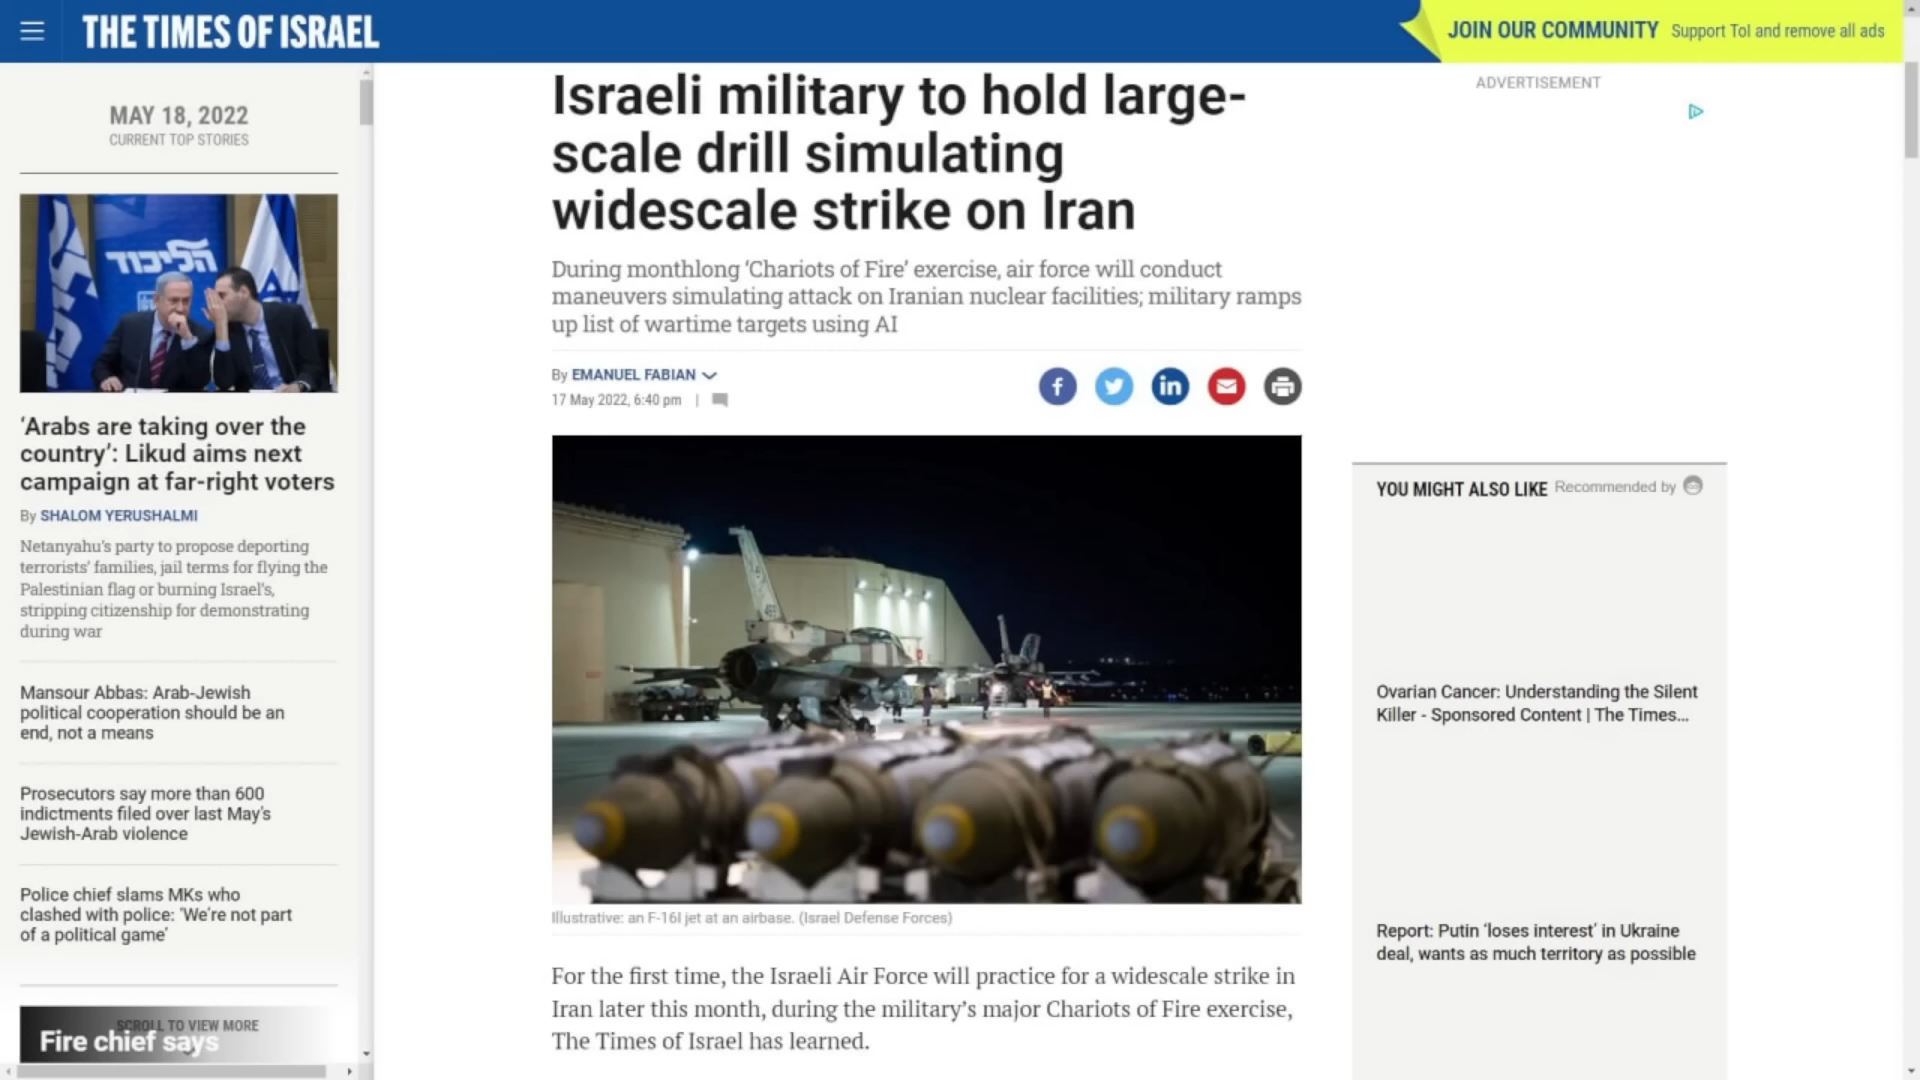 THE TIMES OF ISRAEL
JOIN OUR COMMUNITY Support ToI and remove all ads
MAY 18, 2022
CURRENT TOP STORIES
הליכוד
'Arabs are taking over the
country': Likud aims next
campaign at far-right voters
By SHALOM YERUSHALMI
Netanyahu's party to propose deporting
terrorists' families, jail terms for flying the
Palestinian flag or burning Israel's,
stripping citizenship for demonstrating
during war
Mansour Abbas: Arab-Jewish
political cooperation should be an
end, not a means
Prosecutors say more than 600
indictments filed over last May's
Jewish-Arab violence
Police chief slams MKs who
clashed with police: 'We're not part
of a political game'
SCROLL TO VIEW MORE
Fire chief says
Israeli military to hold large-
scale drill simulating
widescale strike on Iran
During monthlong 'Chariots of Fire' exercise, air force will conduct
maneuvers simulating attack on Iranian nuclear facilities; military ramps
up list of wartime targets using AI
By EMANUEL FABIAN
17 May 2022, 6:40 pm |
Illustrative: an F-16I jet at an airbase. (Israel Defense Forces)
For the first time, the Israeli Air Force will practice for a widescale strike in
Iran later this month, during the military's major Chariots of Fire exercise,
The Times of Israel has learned.
ADVERTISEMENT
YOU MIGHT ALSO LIKE Recommended by
Ovarian Cancer: Understanding the Silent
Killer - Sponsored Content | The Times...
Report: Putin 'loses interest' in Ukraine
deal, wants as much territory as possible